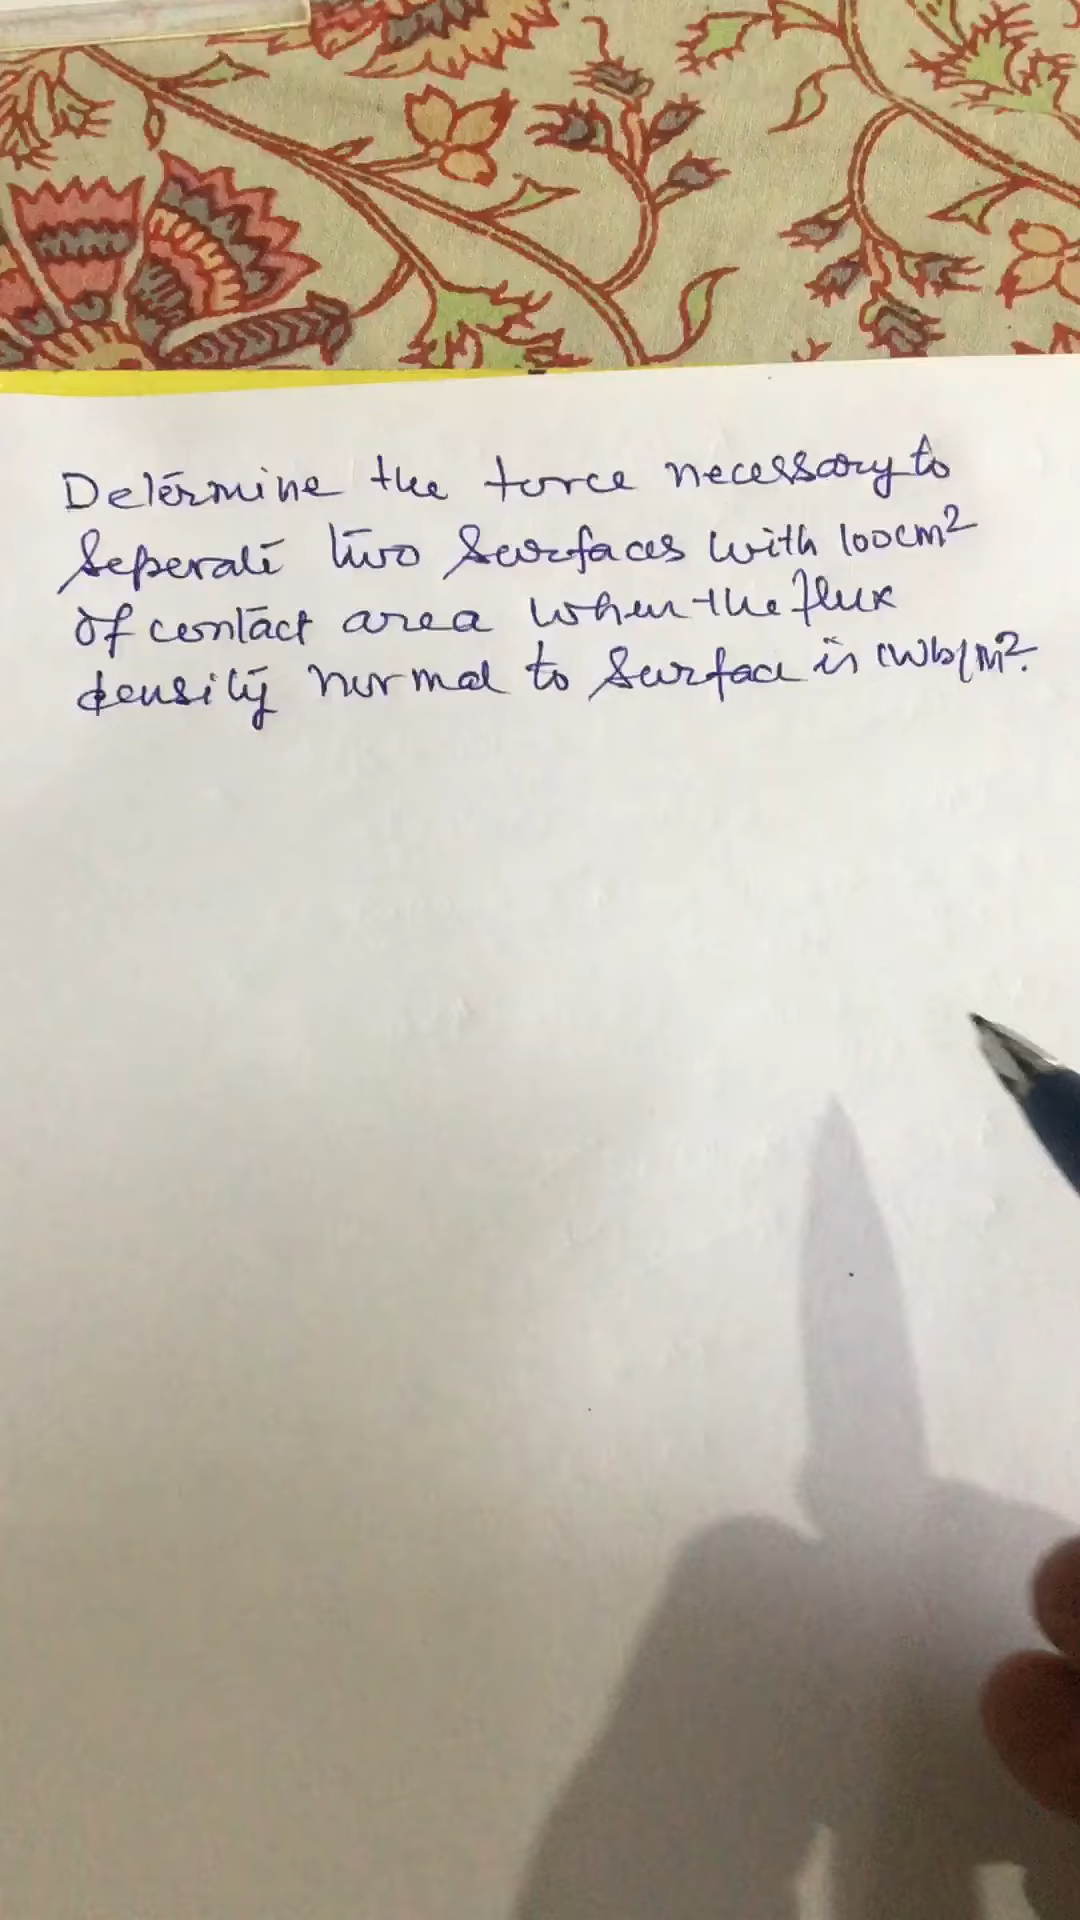 Determine the force necessary to
Seperate two Surfaces with 100cm²
of contact area when the flux
density normal to Surface is 1Wb/m².